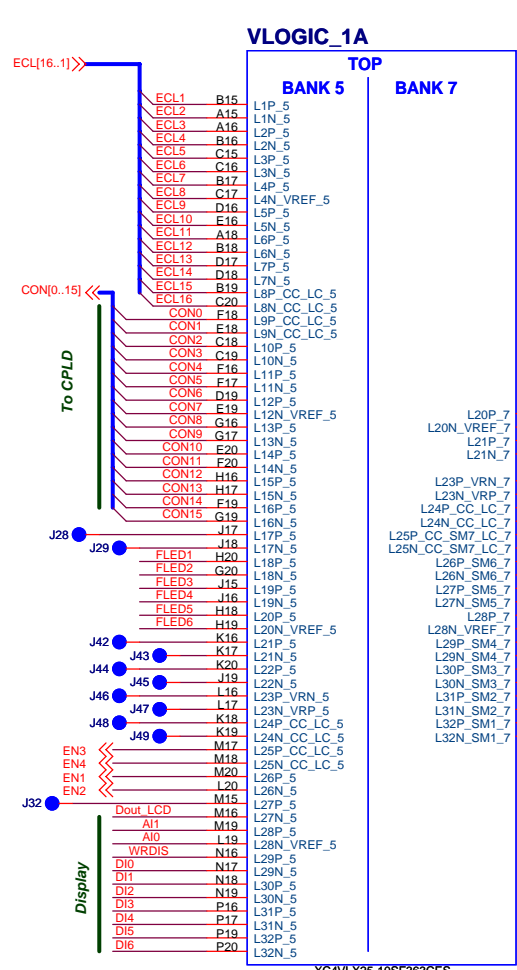 VLOGIC_1A
TOP
BANK 5 BANK 7
ECL[16..1]
ECL1 B15 L1P_5
ECL2 A15 L1N_5
ECL3 A16 L2P_5
ECL4 B16 L2N_5
ECL5 C15 L3P_5
ECL6 C16 L3N_5
ECL7 B17 L4P_5
ECL8 C17 L4N_VREF_5
ECL9 D16 L5P_5
ECL10 E16 L5N_5
ECL11 A18 L6P_5
ECL12 B18 L6N_5
ECL13 D17 L7P_5
ECL14 D18 L7N_5
ECL15 B19 L8P_CC_LC_5
ECL16 C20 L8N_CC_LC_5
CON[0..15]
CON0 F18 L9P_CC_LC_5
CON1 E18 L9N_CC_LC_5
CON2 C18 L10P_5
CON3 C19 L10N_5
CON4 F16 L11P_5
CON5 F17 L11N_5
CON6 D19 L12P_5
CON7 E19 L12N_VREF_5 L20P_7
CON8 G16 L13P_5 L20N_VREF_7
CON9 G17 L13N_5 L21P_7
CON10 E20 L14P_5 L21N_7
CON11 F20 L14N_5
CON12 H16 L15P_5 L23P_VRN_7
CON13 H17 L15N_5 L23N_VRP_7
CON14 F19 L16P_5 L24P_CC_LC_7
CON15 G19 L16N_5 L24N_CC_LC_7
To CPLD
J28 J17 L17P_5 L25P_CC_SM7_LC_7
J29 J18 L17N_5 L25N_CC_SM7_LC_7
FLED1 H20 L18P_5 L26P_SM6_7
FLED2 G20 L18N_5 L26N_SM6_7
FLED3 J15 L19P_5 L27P_SM5_7
FLED4 J16 L19N_5 L27N_SM5_7
FLED5 H18 L20P_5 L28P_7
FLED6 H19 L20N_VREF_5 L28N_VREF_7
J42 K16 L21P_5 L29P_SM4_7
J43 K17 L21N_5 L29N_SM4_7
J44 K20 L22P_5 L30P_SM3_7
J45 J19 L22N_5 L30N_SM3_7
J46 L16 L23P_VRN_5 L31P_SM2_7
J47 L17 L23N_VRP_5 L31N_SM2_7
J48 K18 L24P_CC_LC_5 L32P_SM1_7
J49 K19 L24N_CC_LC_5 L32N_SM1_7
EN3 M17 L25P_CC_LC_5
EN4 M18 L25N_CC_LC_5
EN1 M20 L26P_5
EN2 L20 L26N_5
J32 M15 L27P_5
Dout_LCD M16 L27N_5
AI1 M19 L28P_5
AI0 L19 L28N_VREF_5
WRDIS N16 L29P_5
DI0 N17 L29N_5
DI1 N18 L30P_5
DI2 N19 L30N_5
DI3 P16 L31P_5
DI4 P17 L31N_5
DI5 P19 L32P_5
DI6 P20 L32N_5
Display